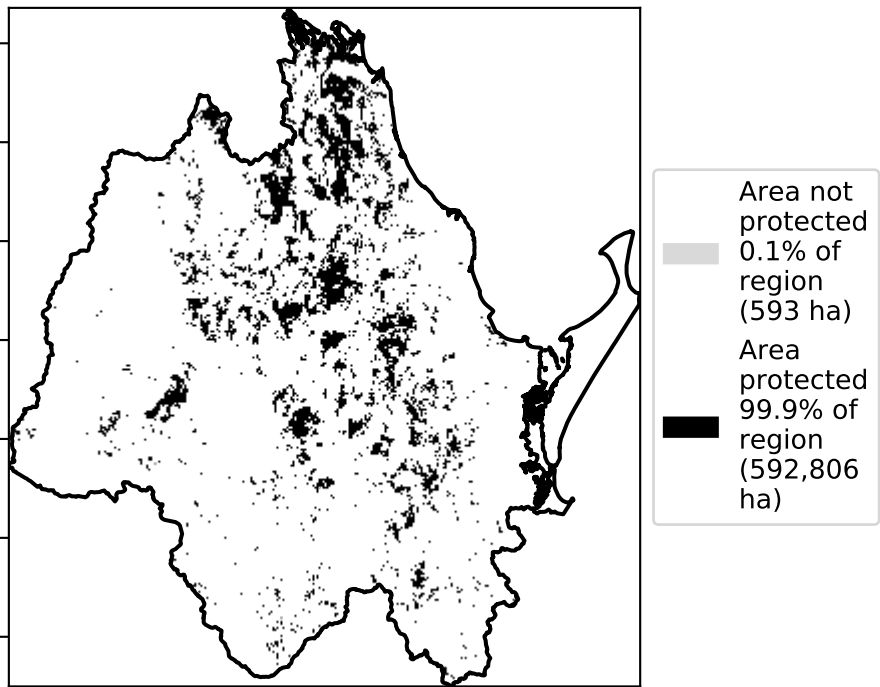 Area not
protected
0.1% of
region
(593 ha)
Area
protected
99.9% of
region
(592,806
ha)